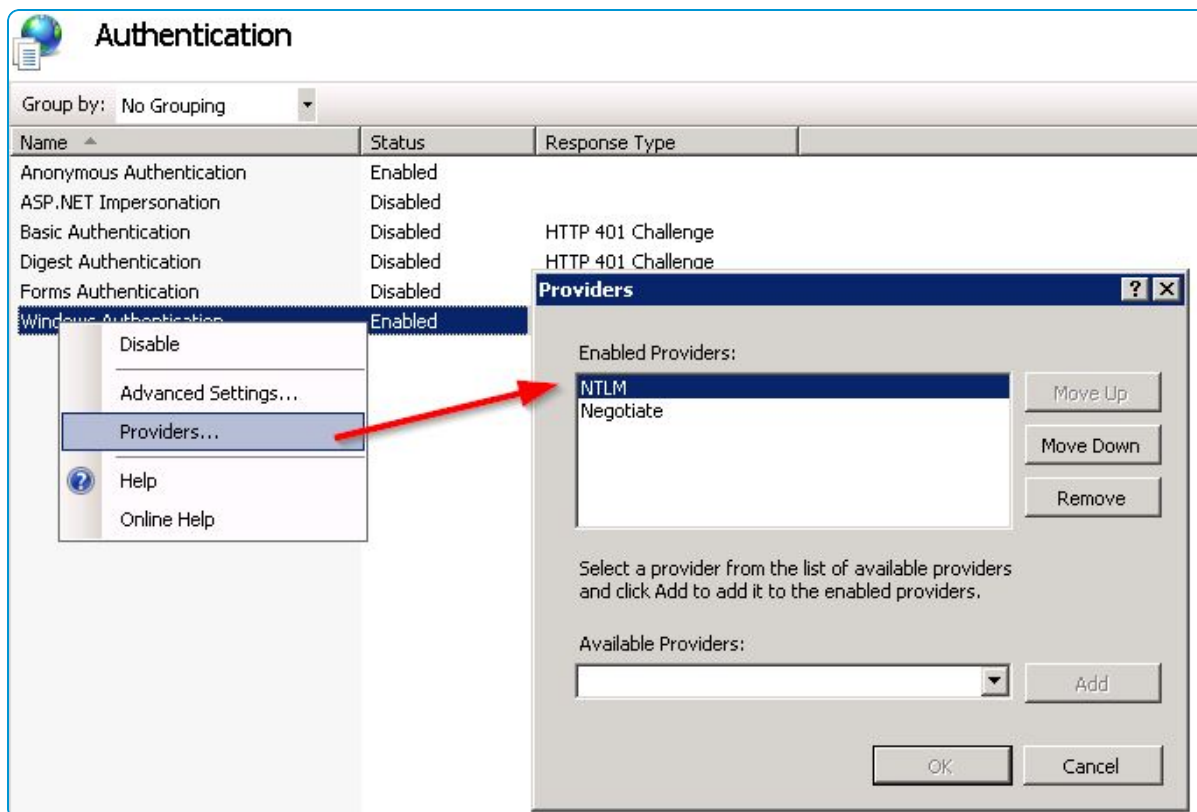 Authentication
Group by: No Grouping
Name Status Response Type
Anonymous Authentication Enabled
ASP.NET Impersonation Disabled
Basic Authentication Disabled HTTP 401 Challenge
Digest Authentication Disabled HTTP 401 Challenge
Forms Authentication Disabled
Windows Authentication Enabled
Disable
Advanced Settings...
Providers...
Help
Online Help
Providers
Enabled Providers:
NTLM
Negotiate
Move Up
Move Down
Remove
Select a provider from the list of available providers
and click Add to add it to the enabled providers.
Available Providers:
Add
OK
Cancel